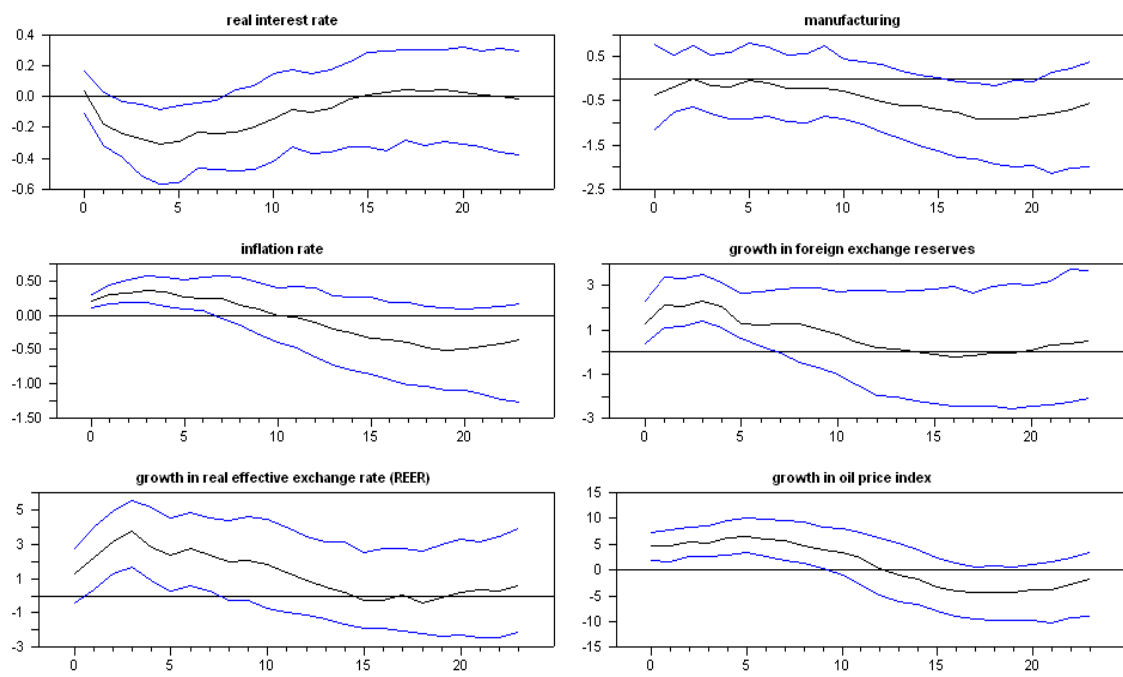 real interest rate
0.4
0.2
0.0
-0.2
-0.4
-0.6
0 5 10 15 20
manufacturing
0.5
-0.5
-1.5
-2.5
0 5 10 15 20
inflation rate
0.50
0.00
-0.50
-1.00
-1.50
0 5 10 15 20
growth in foreign exchange reserves
3
1
-1
-3
0 5 10 15 20
growth in real effective exchange rate (REER)
5
3
1
-1
-3
0 5 10 15 20
growth in oil price index
15
10
5
0
-5
-10
-15
0 5 10 15 20